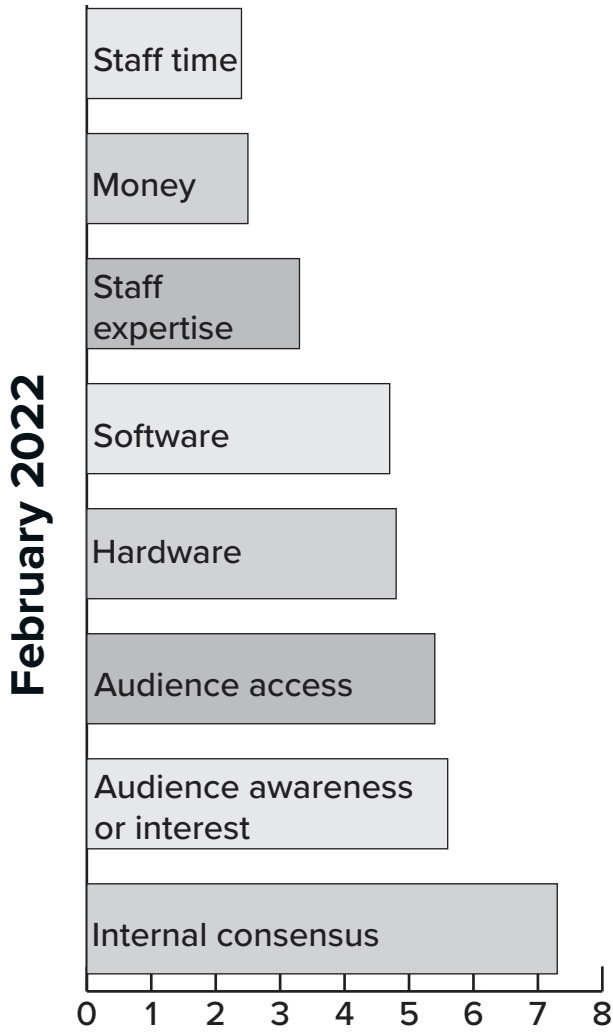 February 2022
Staff time
Money
Staff
expertise
Software
Hardware
Audience access
Audience awareness
or interest
Internal consensus
0 1 2 3 4 5 6 7 8